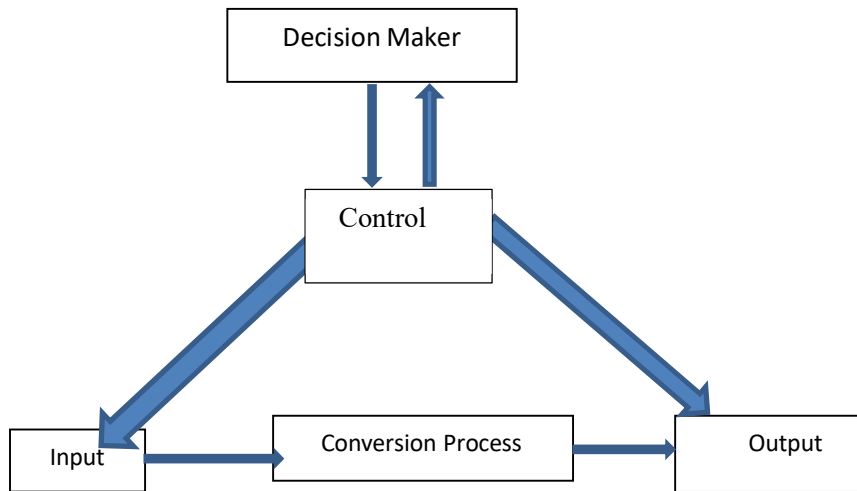 Decision Maker
Control
Input
Conversion Process
Output